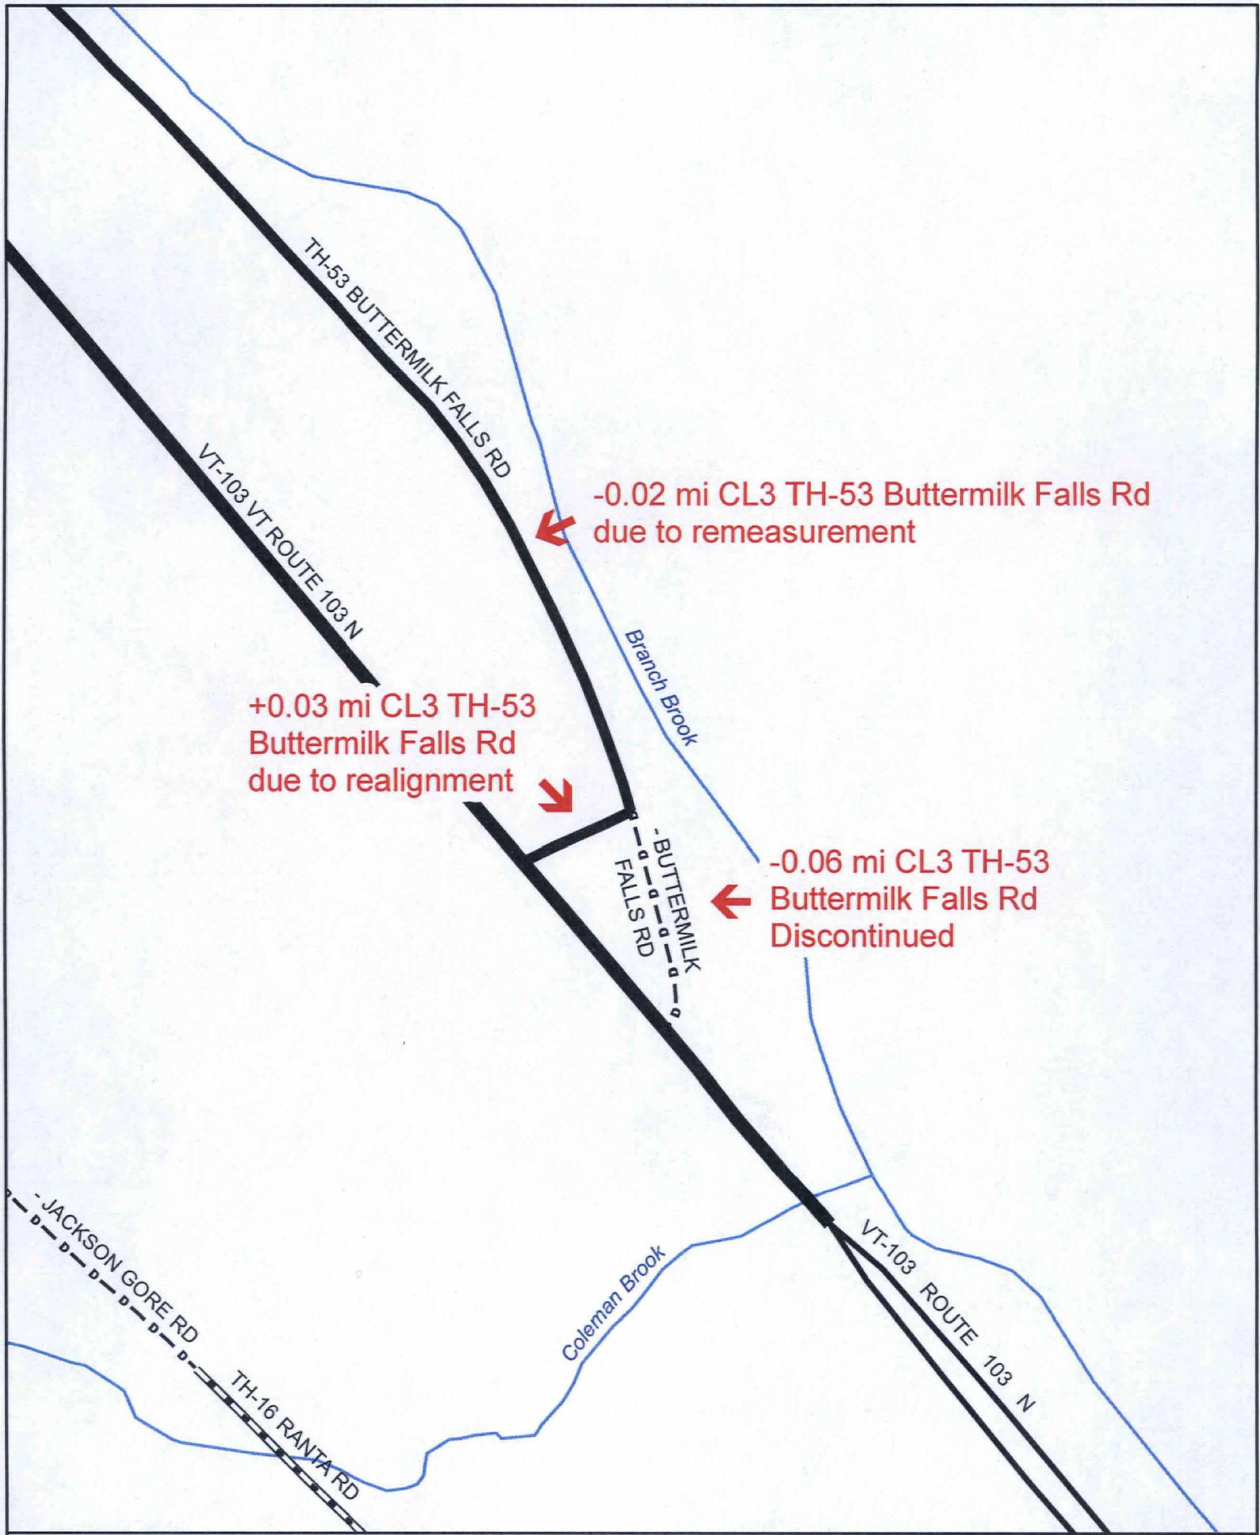 TH-53 BUTTERMILK FALLS RD
VT-103 VT ROUTE 103 N
-0.02 mi CL3 TH-53 Buttermilk Falls Rd
due to remeasurement
Branch Brook
+0.03 mi CL3 TH-53
Buttermilk Falls Rd
due to realignment
-BUTTERMILK
FALLS RD
-0.06 mi CL3 TH-53
Buttermilk Falls Rd
Discontinued
D
D
D
D
D
-JACKSON GORE RD
D
D
D
D
D
D
TH-16 RANTA RD
Coleman Brook
VT-103 ROUTE 103 N